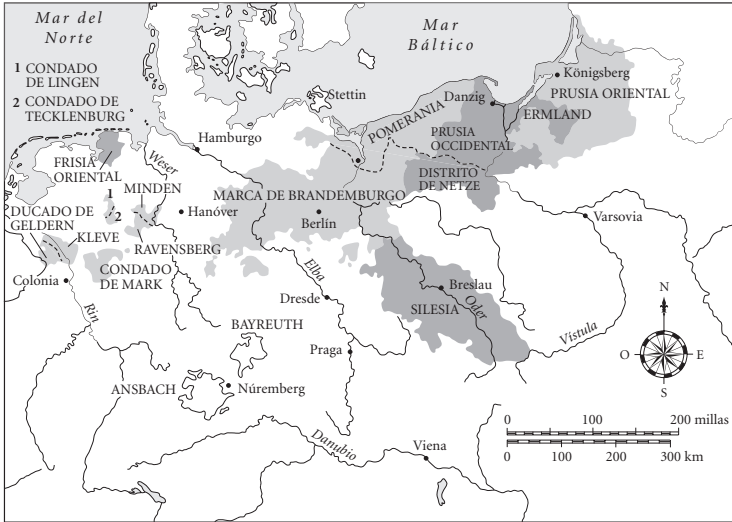 Mar del
Norte
Mar
Báltico
1 CONDADO
DE LINGEN
2 CONDADO DE
TECKLENBURG
Königsberg
PRUSIA ORIENTAL
Stettin
Danzig
ERMLAND
POMERANIA
PRUSIA
OCCIDENTAL
Hamburgo
FRISIA
ORIENTAL
Weser
DISTRITO
DE NETZE
1
2
MINDEN
MARCA DE BRANDEMBURGO
Hanóver
Berlín
Varsovia
DUCADO DE
GELDERN
KLEVE
RAVENSBERG
CONDADO
DE MARK
Colonia
Rin
Elba
Dresde
Breslau
Oder
SILESIA
Vístula
BAYREUTH
Praga
ANSBACH
Núremberg
Danubio
Viena
N
O
E
S
0 100 200 millas
0 100 200 300 km